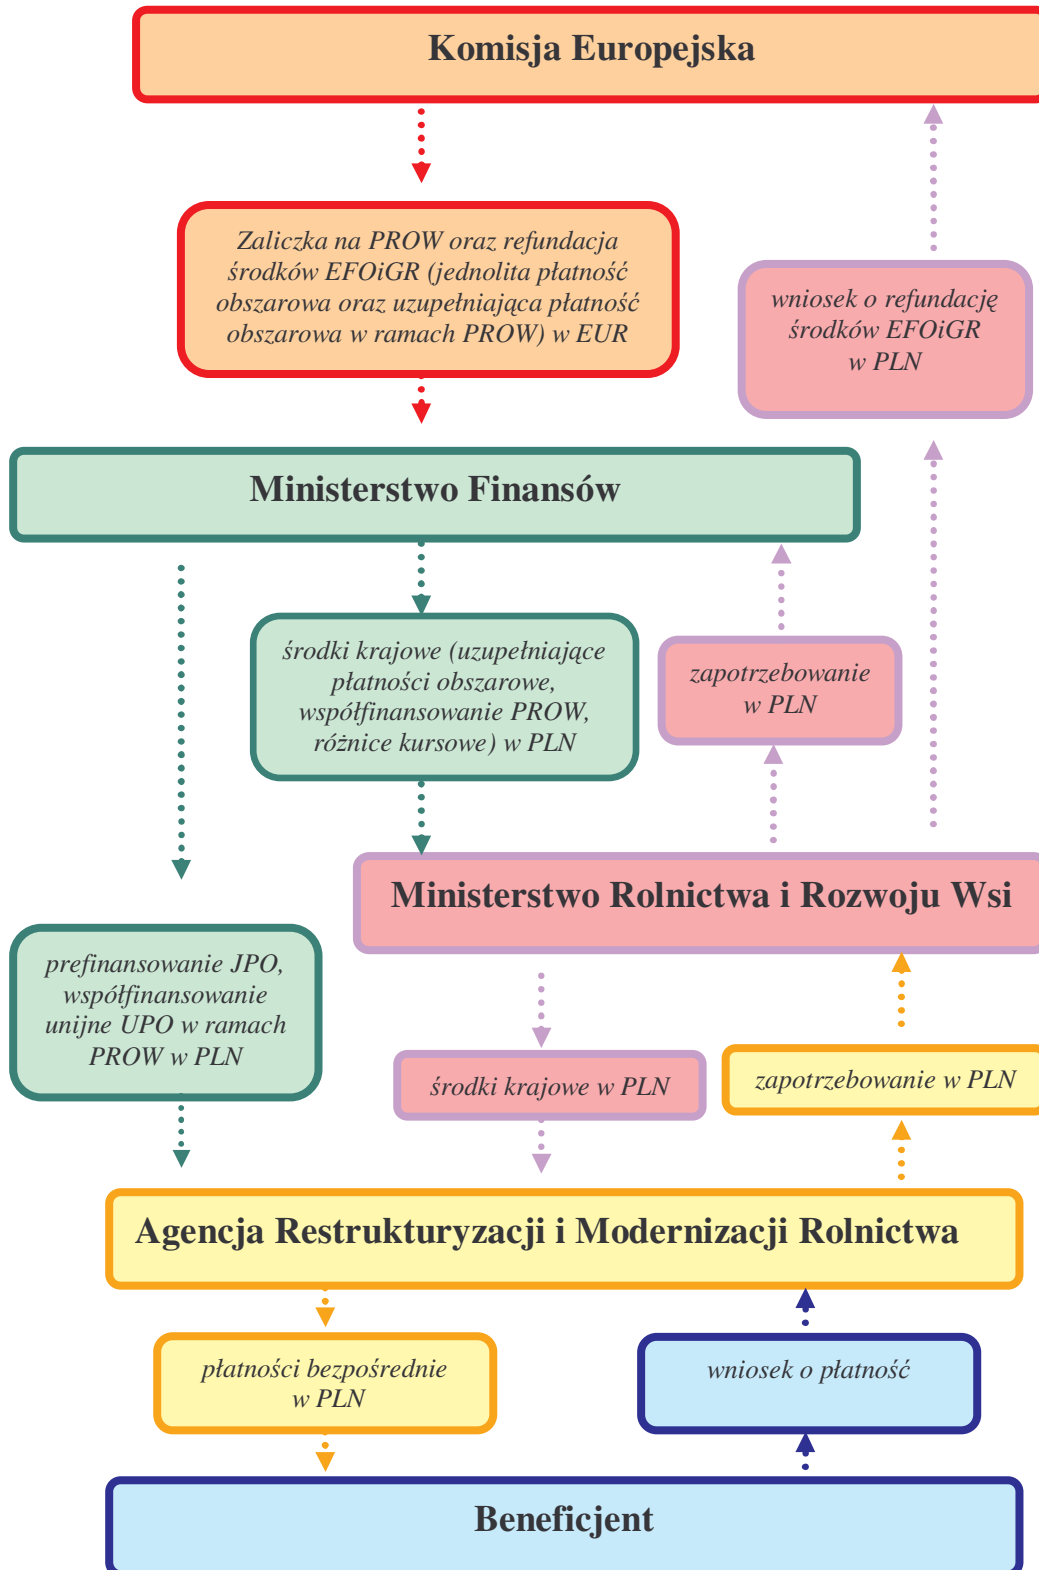 Komisja Europejska
Zaliczka na PROW oraz refundacja
środków EFOiGR (jednolita płatność
obszarowa oraz uzupełniająca płatność
obszarowa w ramach PROW) w EUR
wniosek o refundację
środków EFOiGR
w PLN
Ministerstwo Finansów
środki krajowe (uzupełniające
płatności obszarowe,
współfinansowanie PROW,
różnice kursowe) w PLN
zapotrzebowanie
w PLN
Ministerstwo Rolnictwa i Rozwoju Wsi
prefinansowanie JPO,
współfinansowanie
unijne UPO w ramach
PROW w PLN
środki krajowe w PLN
zapotrzebowanie w PLN
Agencja Restrukturyzacji i Modernizacji Rolnictwa
płatności bezpośrednie
w PLN
wniosek o płatność
Beneficjent